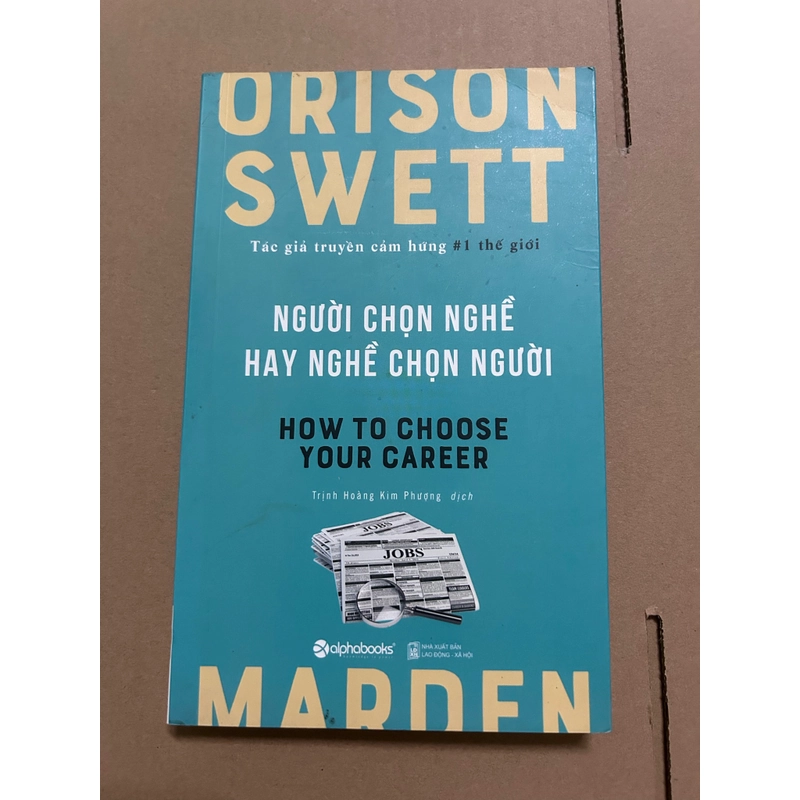 ORISON
SWETT
Tác giả truyền cảm hứng #1 thế giới
NGƯỜI CHỌN NGHỀ
HAY NGHỀ CHỌN NGƯỜI
HOW TO CHOOSE
YOUR CAREER
Trịnh Hoàng Kim Phượng dịch
JOBS
alphabooks
NHÀ XUẤT BẢN
LAO ĐỘNG - XÃ HỘI
MARDEN